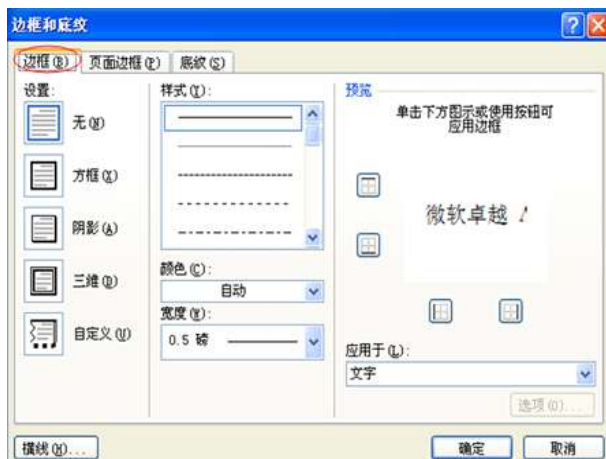 边框和底纹
边框(B) 页面边框(P) 底纹(S)
设置:
无(N)
方框(X)
阴影(A)
三维(D)
自定义(U)
样式(Y):
颜色(C):
自动
宽度(W):
0.5 磅
预览
单击下方图示或使用按钮可
应用边框
微软卓越！
应用于(L):
文字
选项(O)...
横线(H)...
确定
取消